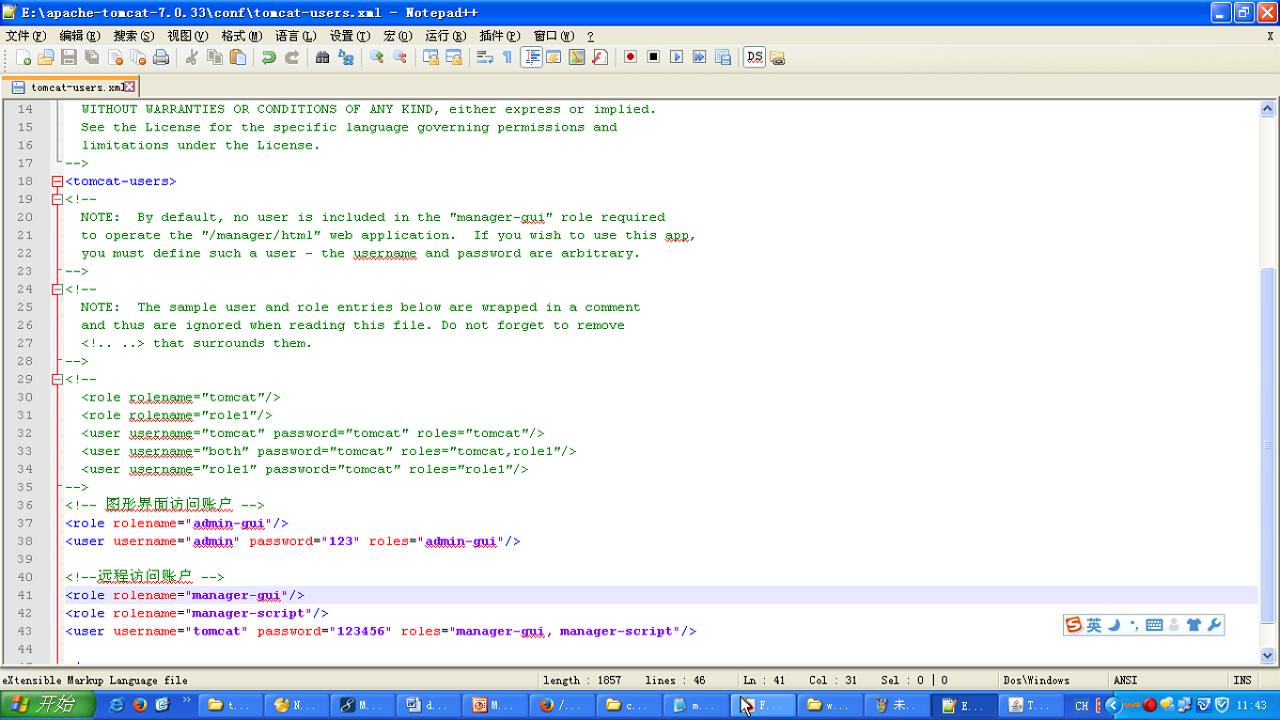 E:\apache-tomcat-7.0.33\conf\tomcat-users.xml - Notepad++
文件(F) 编辑(E) 搜索(S) 视图(V) 格式(M) 语言(L) 设置(T) 宏(O) 运行(R) 插件(P) 窗口(W) ? X
tomcat-users.xml
14 WITHOUT WARRANTIES OR CONDITIONS OF ANY KIND, either express or implied.
15 See the License for the specific language governing permissions and
16 limitations under the License.
17 -->
18 <tomcat-users>
19 <!--
20 NOTE:  By default, no user is included in the "manager-gui" role required
21 to operate the "/manager/html" web application.  If you wish to use this app,
22 you must define such a user - the username and password are arbitrary.
23 -->
24 <!--
25 NOTE:  The sample user and role entries below are wrapped in a comment
26 and thus are ignored when reading this file. Do not forget to remove
27 <!.. ..> that surrounds them.
28 -->
29 <!--
30 <role rolename="tomcat"/>
31 <role rolename="role1"/>
32 <user username="tomcat" password="tomcat" roles="tomcat"/>
33 <user username="both" password="tomcat" roles="tomcat,role1"/>
34 <user username="role1" password="tomcat" roles="role1"/>
35 -->
36 <!-- 图形界面访问账户 -->
37 <role rolename="admin-gui"/>
38 <user username="admin" password="123" roles="admin-gui"/>
39
40 <!--远程访问账户 -->
41 <role rolename="manager-gui"/>
42 <role rolename="manager-script"/>
43 <user username="tomcat" password="123456" roles="manager-gui, manager-script"/>
44
英
eXtensible Markup Language file length : 1857 lines : 46 Ln : 41 Col : 31 Sel : 0 | 0 Dos\Windows ANSI INS
开始 t... N... M... d... M... /... c... m... F... w... 未... E... T... CH 11:43